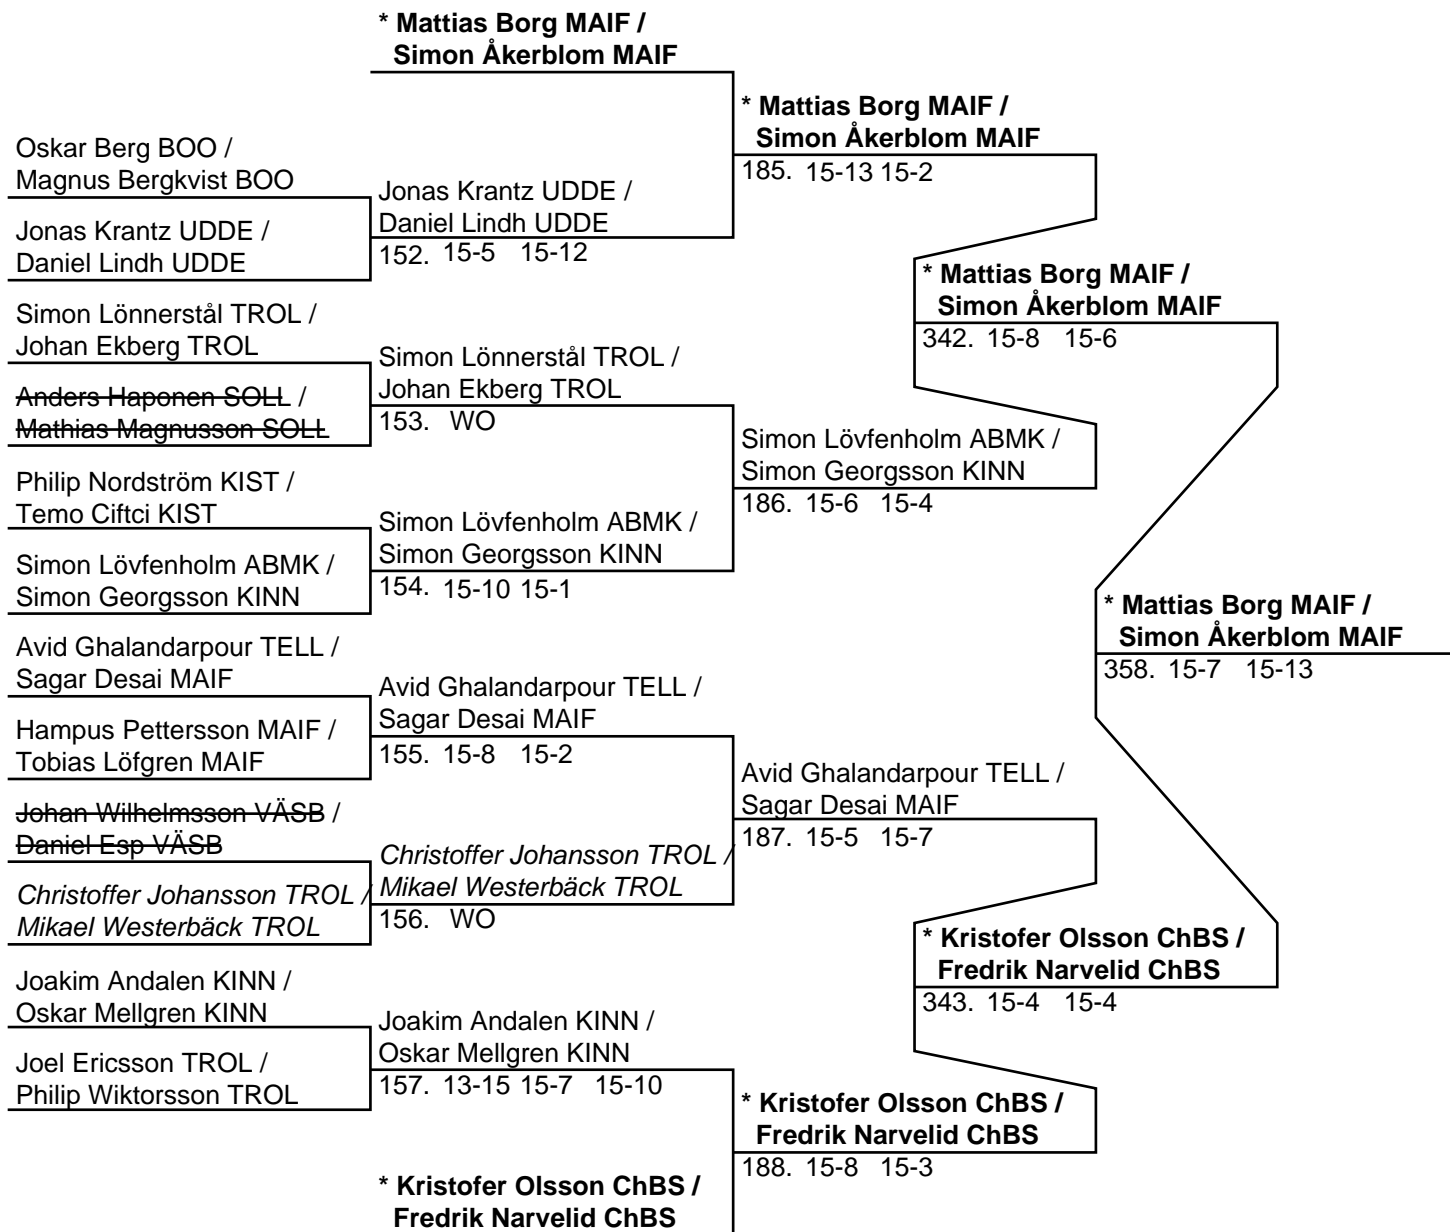 * Mattias Borg MAIF /
Simon Åkerblom MAIF
* Mattias Borg MAIF /
Simon Åkerblom MAIF
185. 15-13 15-2
Oskar Berg BOO /
Magnus Bergkvist BOO
Jonas Krantz UDDE /
Daniel Lindh UDDE
152. 15-5 15-12
Jonas Krantz UDDE /
Daniel Lindh UDDE
* Mattias Borg MAIF /
Simon Åkerblom MAIF
342. 15-8 15-6
Simon Lönnerstål TROL /
Johan Ekberg TROL
Simon Lönnerstål TROL /
Johan Ekberg TROL
153. WO
Anders Haponen SOLL /
Mathias Magnusson SOLL
Simon Lövfenholm ABMK /
Simon Georgsson KINN
186. 15-6 15-4
Philip Nordström KIST /
Temo Ciftci KIST
Simon Lövfenholm ABMK /
Simon Georgsson KINN
154. 15-10 15-1
Simon Lövfenholm ABMK /
Simon Georgsson KINN
* Mattias Borg MAIF /
Simon Åkerblom MAIF
358. 15-7 15-13
Avid Ghalandarpour TELL /
Sagar Desai MAIF
Avid Ghalandarpour TELL /
Sagar Desai MAIF
155. 15-8 15-2
Hampus Pettersson MAIF /
Tobias Löfgren MAIF
Avid Ghalandarpour TELL /
Sagar Desai MAIF
187. 15-5 15-7
Johan Wilhelmsson VÄSB /
Daniel Esp VÄSB
Christoffer Johansson TROL /
Mikael Westerbäck TROL
156. WO
Christoffer Johansson TROL /
Mikael Westerbäck TROL
* Kristofer Olsson ChBS /
Fredrik Narvelid ChBS
343. 15-4 15-4
Joakim Andalen KINN /
Oskar Mellgren KINN
Joakim Andalen KINN /
Oskar Mellgren KINN
157. 13-15 15-7 15-10
Joel Ericsson TROL /
Philip Wiktorsson TROL
* Kristofer Olsson ChBS /
Fredrik Narvelid ChBS
188. 15-8 15-3
* Kristofer Olsson ChBS /
Fredrik Narvelid ChBS